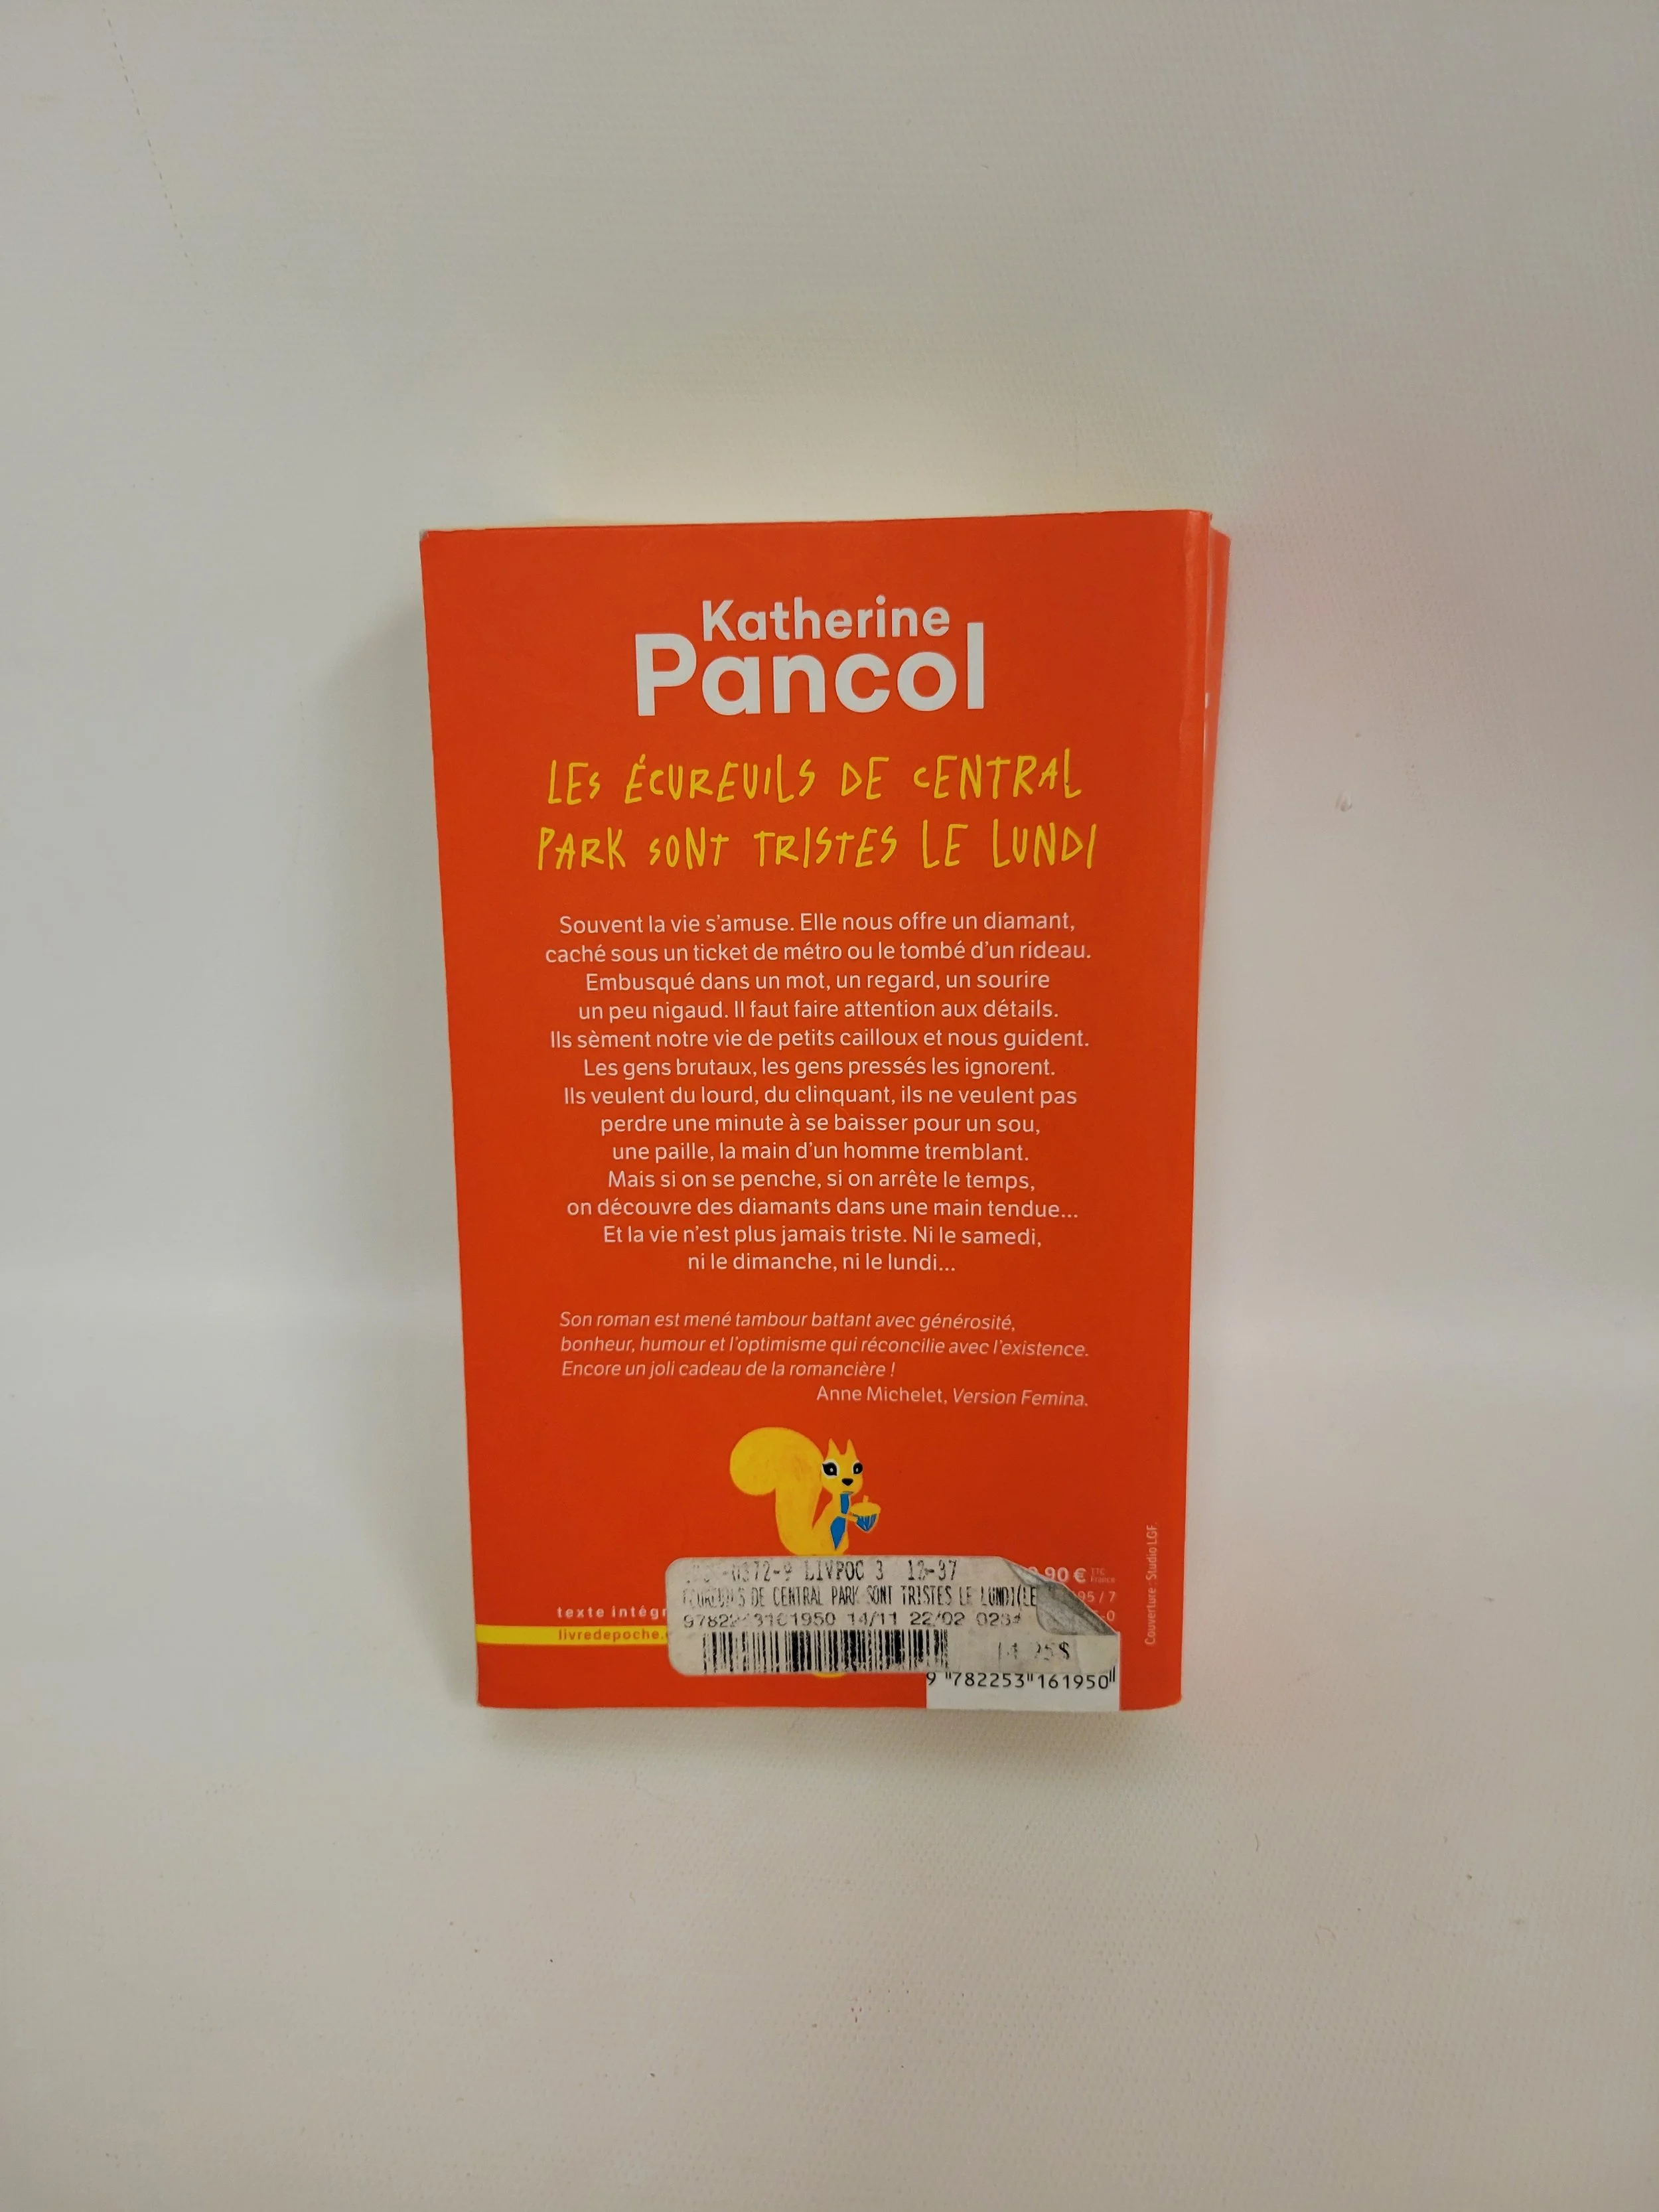 Katherine
Pancol
LES ÉCUREUILS DE CENTRAL
PARK SONT TRISTES LE LUNDI
Souvent la vie s'amuse. Elle nous offre un diamant,
caché sous un ticket de métro ou le tombé d'un rideau.
Embusqué dans un mot, un regard, un sourire
un peu nigaud. Il faut faire attention aux détails.
Ils sèment notre vie de petits cailloux et nous guident.
Les gens brutaux, les gens pressés les ignorent.
Ils veulent du lourd, du clinquant, ils ne veulent pas
perdre une minute à se baisser pour un sou,
une paille, la main d'un homme tremblant.
Mais si on se penche, si on arrête le temps,
on découvre des diamants dans une main tendue...
Et la vie n'est plus jamais triste. Ni le samedi,
ni le dimanche, ni le lundi...
Son roman est mené tambour battant avec générosité,
bonheur, humour et l'optimisme qui réconcilie avec l'existence.
Encore un joli cadeau de la romancière !
Anne Michelet, Version Femina.
LIVPOC 3 12-37
,90 € TTC France
DE CENTRAL PARK SONT TRISTES LE LUNDI(LE
95 / 7
14/11 22/02
-0
texte intégr
livredepoche.
$
9 782253 161950
Couverture : Studio LGF.